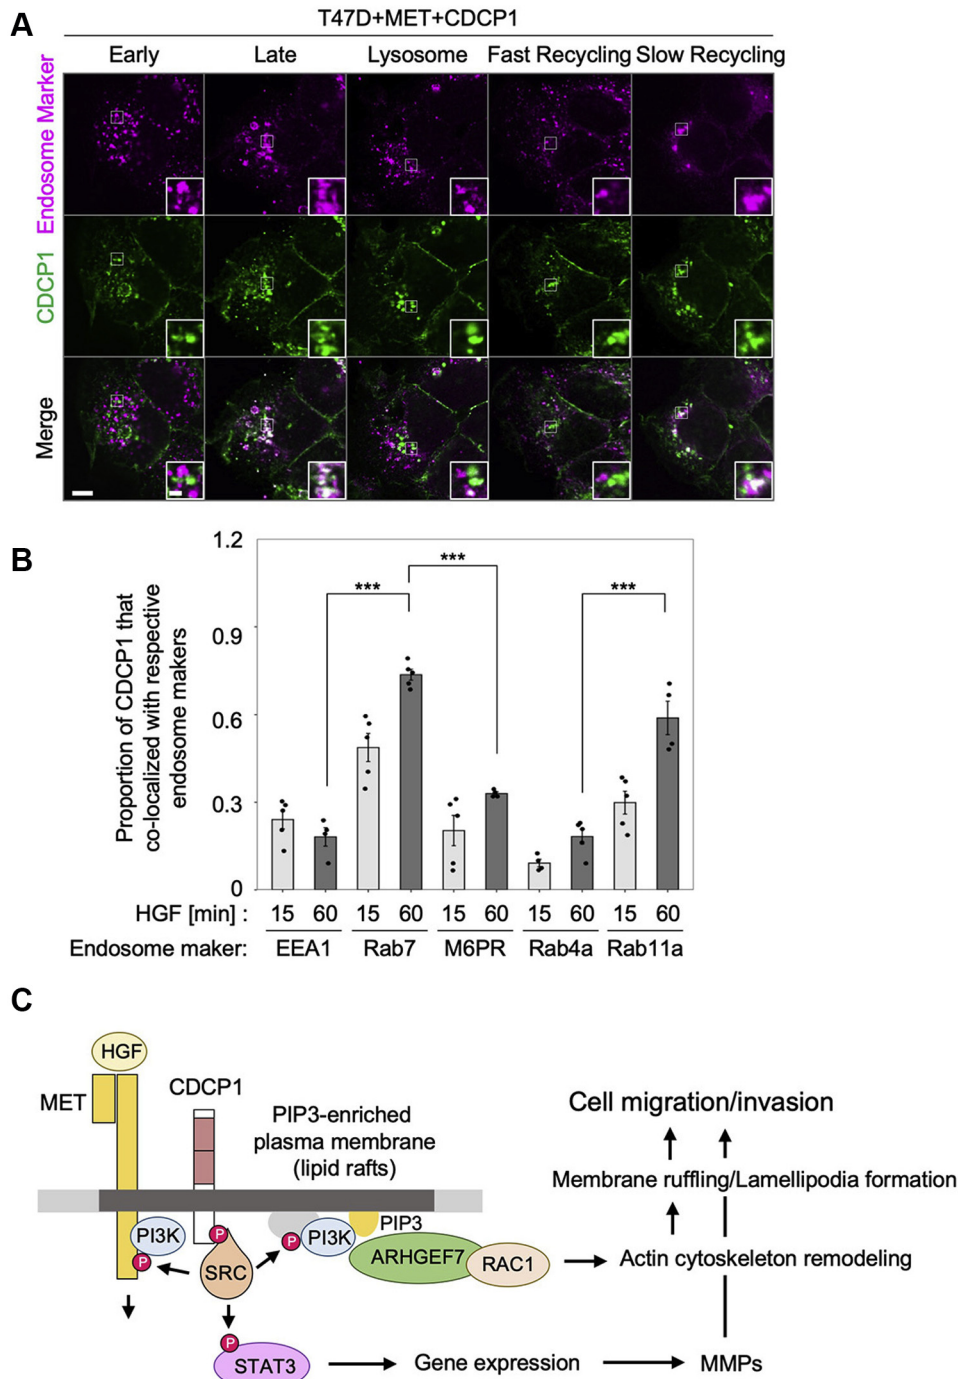 A
T47D+MET+CDCP1
Early Late Lysosome Fast Recycling Slow Recycling
Endosome Marker
CDCP1
Merge
B
Proportion of CDCP1 that
co-localized with respective
endosome makers
1.2
0.9
0.6
0.3
0
*** *** ***
HGF [min] : 15 60 15 60 15 60 15 60 15 60
Endosome maker: EEA1 Rab7 M6PR Rab4a Rab11a
C
HGF
MET
CDCP1
PIP3-enriched
plasma membrane
(lipid rafts)
Cell migration/invasion
Membrane ruffling/Lamellipodia formation
PI3K
P
P
SRC
P
PI3K
PIP3
ARHGEF7
RAC1
Actin cytoskeleton remodeling
P
STAT3
Gene expression
MMPs